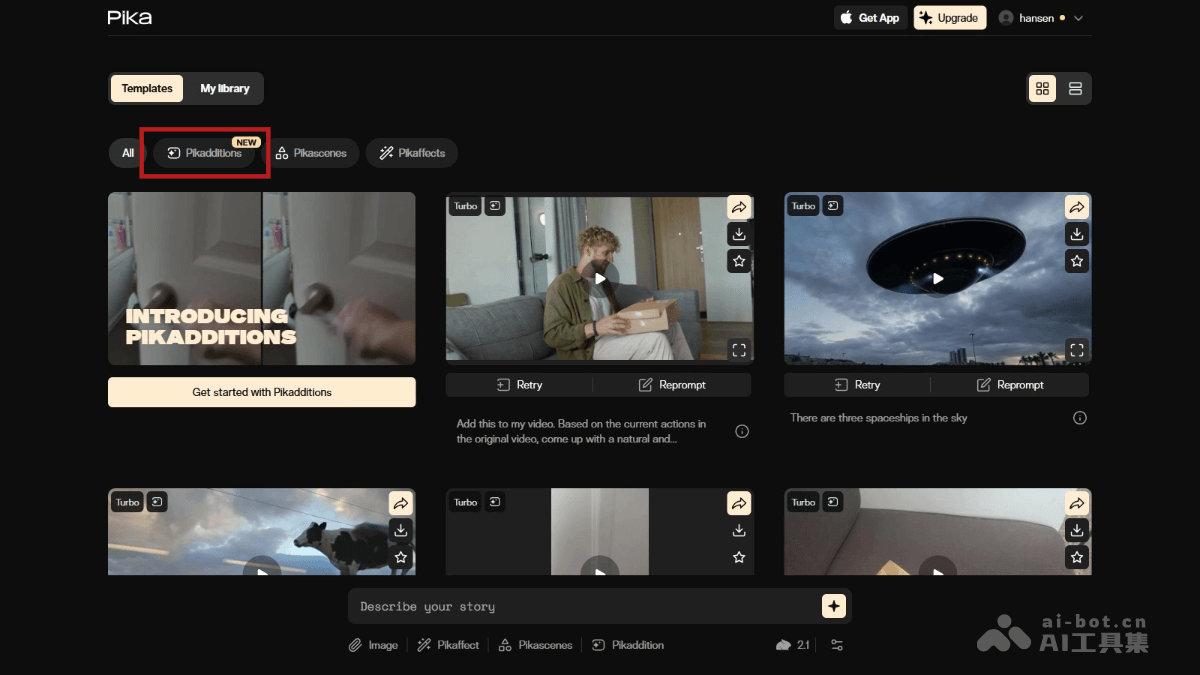 Pika
Get App
Upgrade
hansen
Templates
My library
All
Pikadditions
NEW
Pikascenes
Pikaffects
INTRODUCING
PIKADDITIONS
Get started with Pikadditions
Turbo
Retry
Reprompt
Add this to my video. Based on the current actions in
the original video, come up with a natural and...
Turbo
Retry
Reprompt
There are three spaceships in the sky
Turbo
Turbo
Turbo
Describe your story
Image
Pikaffect
Pikascenes
Pikaddition
2.1
ai-bot.cn
AI工具集